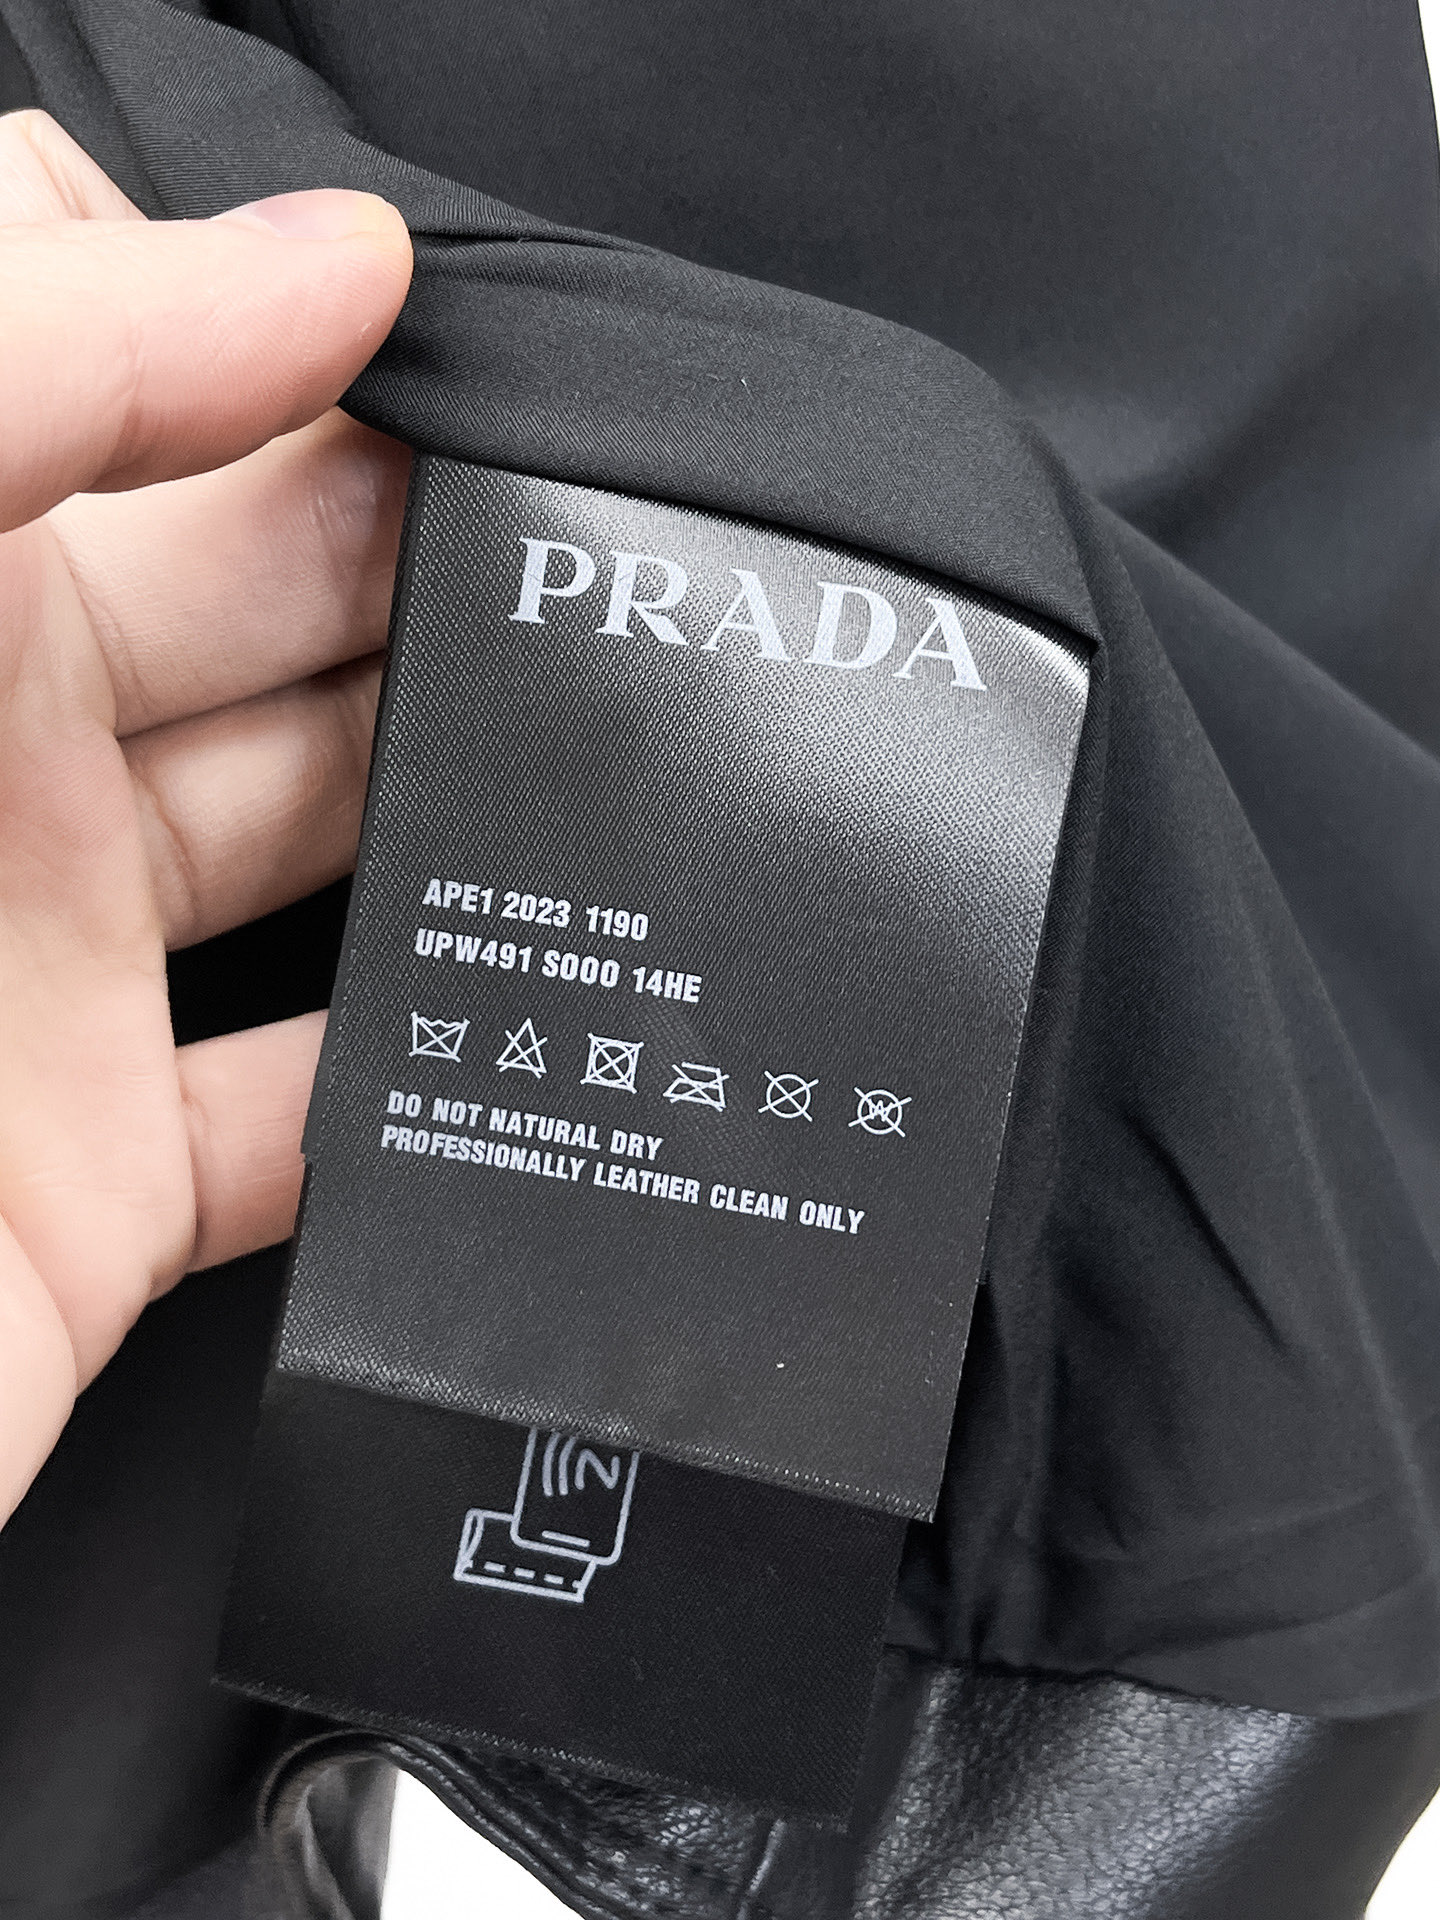 PRADA
APE1 2023 1190
UPW491 S000 14HE
W
DO NOT NATURAL DRY
PROFESSIONALLY LEATHER CLEAN ONLY